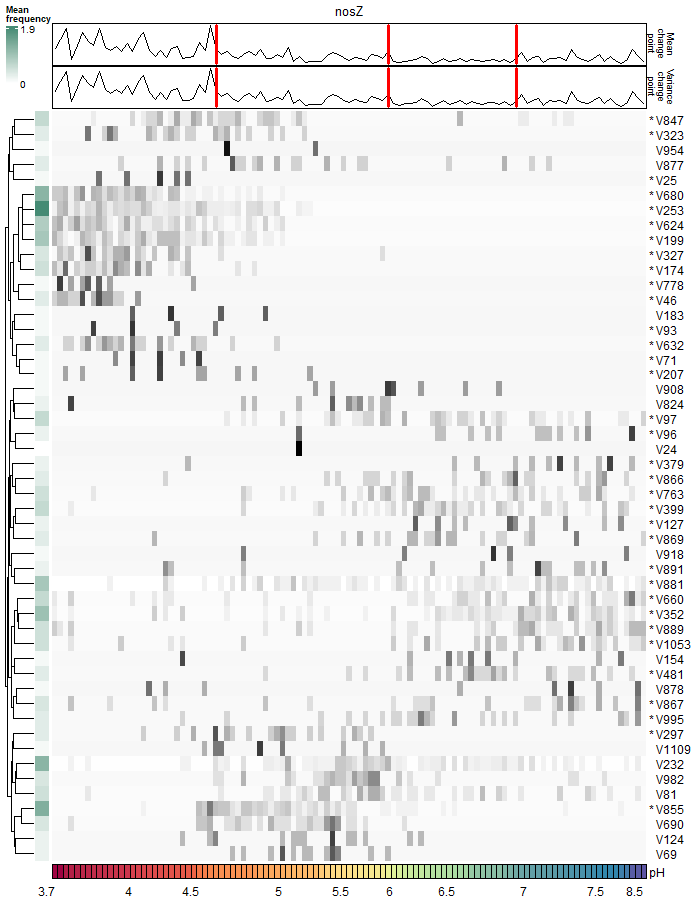 nosZ
Mean
frequency
1.9
0
Mean
change
point
Variance
change
point
* V847
* V323
V954
V877
* V25
* V680
* V253
* V624
* V199
* V327
* V174
* V778
* V46
V183
* V93
* V632
* V71
* V207
V908
V824
* V97
* V96
V24
* V379
* V866
* V763
* V399
* V127
* V869
V918
* V891
* V881
* V660
* V352
* V889
* V1053
V154
* V481
V878
* V867
* V995
* V297
V1109
V232
V982
V81
* V855
V690
V124
V69
pH
3.7 4 4.5 5 5.5 6 6.5 7 7.5 8.5